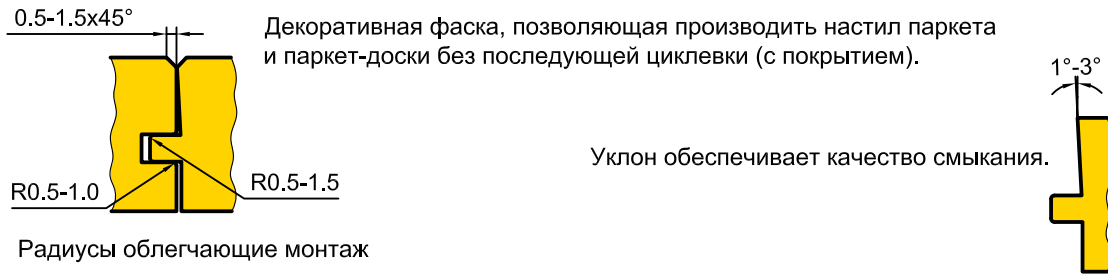 0.5-1.5x45°
Декоративная фаска, позволяющая производить настил паркета
и паркет-доски без последующей циклевки (с покрытием).
1°-3°
Уклон обеспечивает качество смыкания.
R0.5-1.0
R0.5-1.5
Радиусы облегчающие монтаж